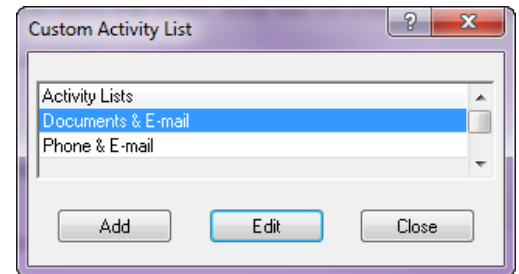 Custom Activity List
?
Activity Lists
Documents & E-mail
Phone & E-mail
Add Edit Close